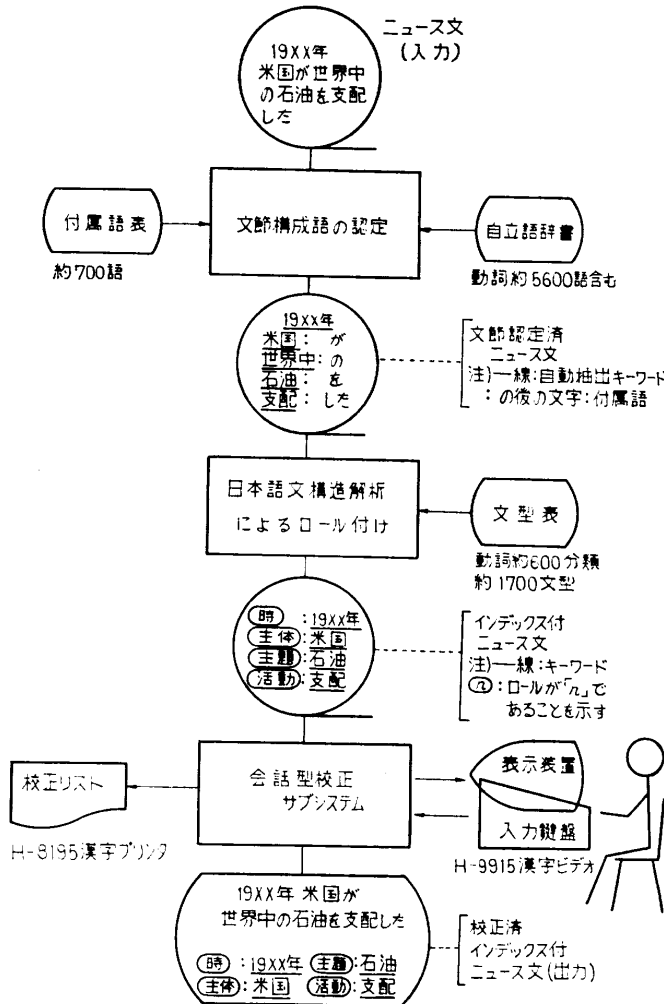 ニュース文
(入力)
19XX年
米国が世界中
の石油を支配
した
付属語表
約700語
文節構成語の認定
自立語辞書
動詞約5600語含む
19XX年
米国: が
世界中:の
石油: を
支配: した
文節認定済
ニュース文
注)―線:自動抽出キーワード
:の後の文字:付属語
日本語文構造解析
によるロール付け
文型表
動詞約600分類
約1700文型
時:19XX年
主体:米国
主題:石油
活動:支配
インデックス付
ニュース文
注)―線:キーワード
n:ロールが「n」で
あることを示す
校正リスト
H-8195漢字プリンタ
会話型校正
サブシステム
表示装置
入力鍵盤
H-9915漢字ビデオ
19XX年 米国が
世界中の石油を支配した
時:19XX年 主題:石油
主体:米国 活動:支配
校正済
インデックス付
ニュース文(出力)